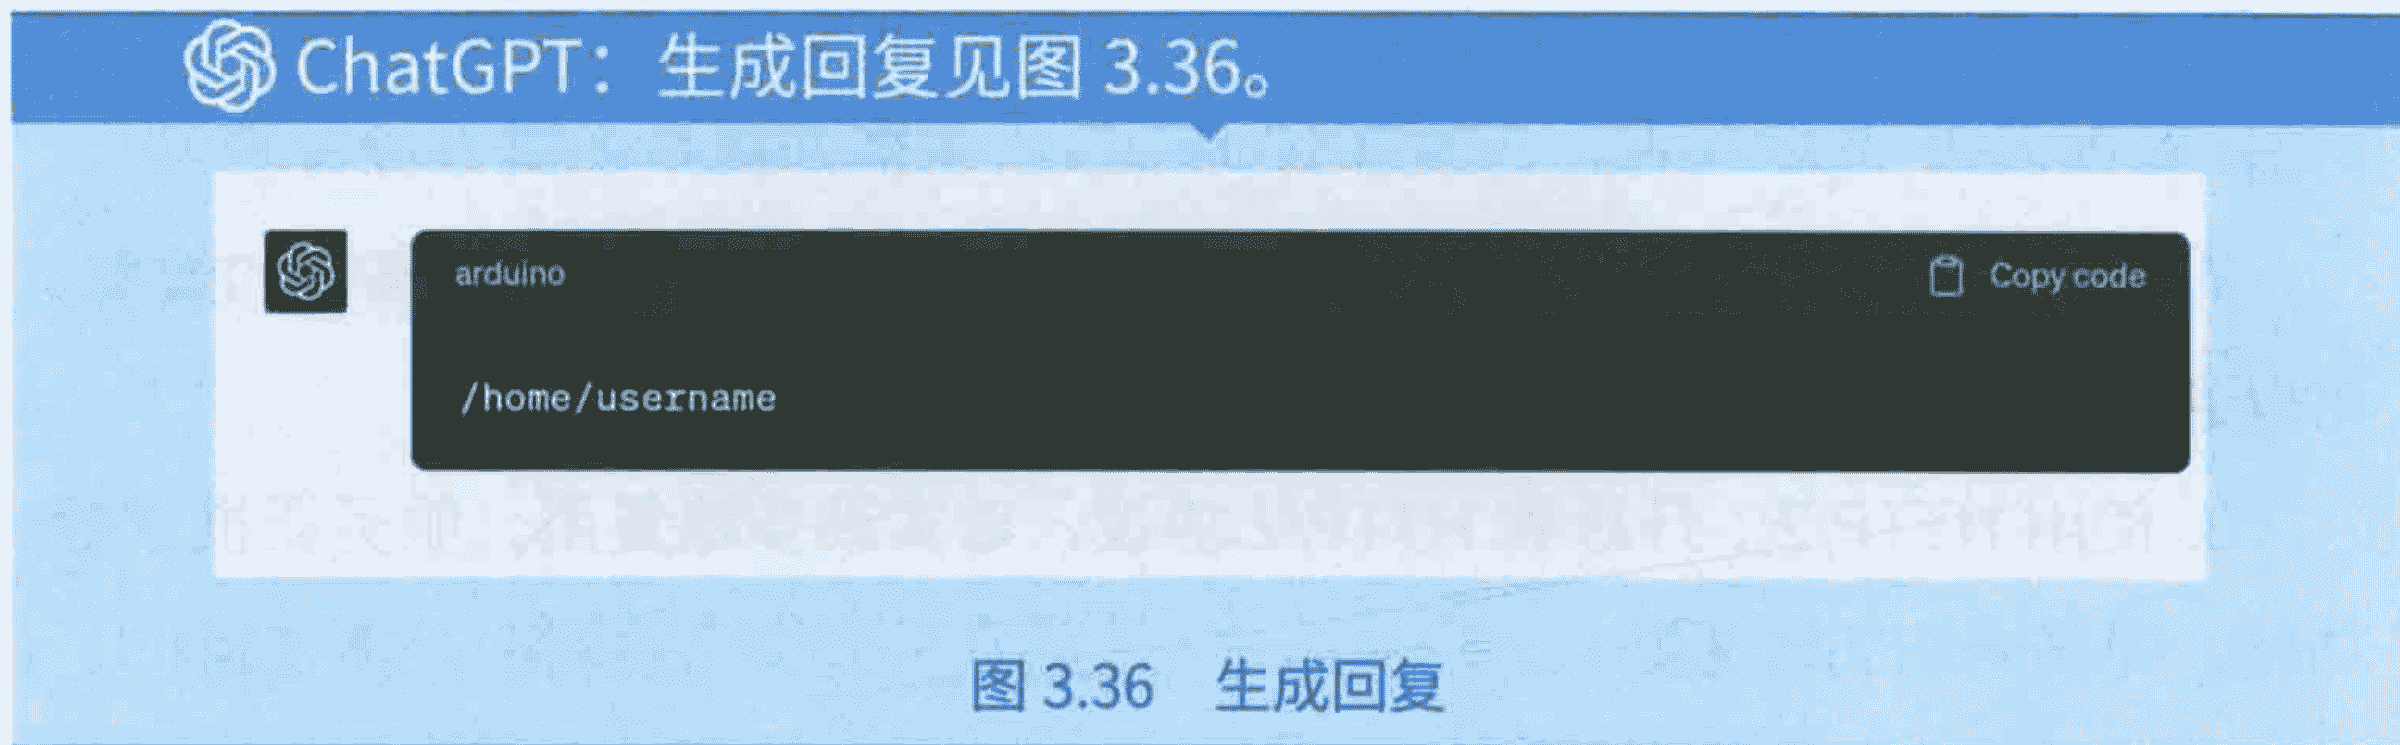 ChatGPT：生成回复见图 3.36。
arduino
Copy code
/home/username
图 3.36 生成回复